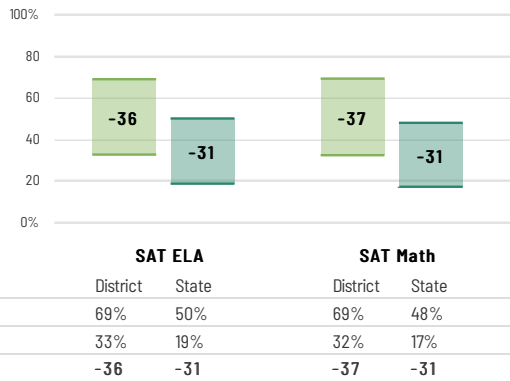 100%
80
60
40
20
0%
-36
-31
-37
-31
SAT ELA SAT Math
District State District State
69% 50% 69% 48%
33% 19% 32% 17%
-36 -31 -37 -31